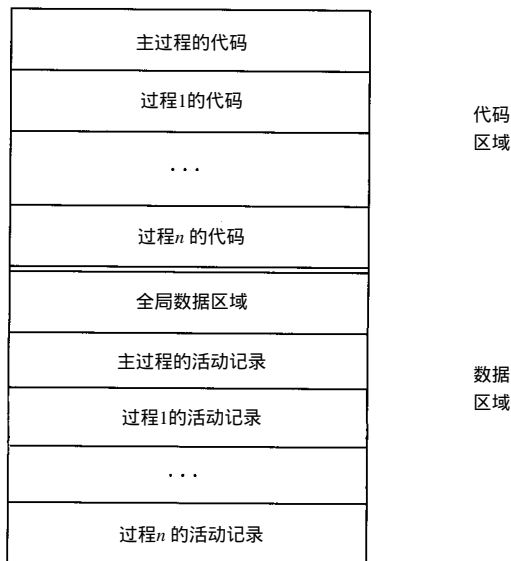 主过程的代码
过程1的代码
代码
区域
...
过程n 的代码
全局数据区域
主过程的活动记录
数据
区域
过程1的活动记录
...
过程n 的活动记录